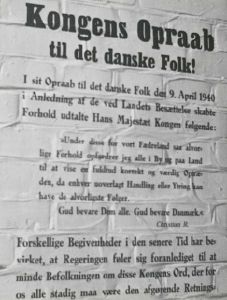 Kongens Opraab
til det danske Folk!
I sit Opraab til det danske Folk den 9. April 1940
i Anledning af de ved Landets Besættelse skabte
Forhold udtalte Hans Majestæt Kongen følgende:
»Under disse for vort Fædreland saa alvor-
lige Forhold opfordrer jeg alle i By og paa Land
til at vise en fuldtud korrekt og værdig Optræ-
den, da enhver uoverlagt Handling eller Ytring kan
have de alvorligste Følger.
Gud bevare Dem alle. Gud bevare Danmark.«
Christian R.
Forskellige Begivenheder i den senere Tid har be-
virket, at Regeringen føler sig foranlediget til at
minde Befolkningen om disse Kongens Ord, der for
os alle stadig maa være den afgørende Retnings-